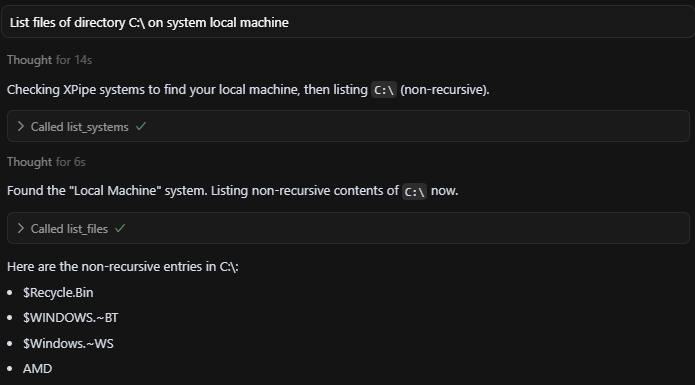 List files of directory C:\ on system local machine
Thought for 14s
Checking XPipe systems to find your local machine, then listing C:\ (non-recursive).
Called list_systems
Thought for 6s
Found the "Local Machine" system. Listing non-recursive contents of C:\ now.
Called list_files
Here are the non-recursive entries in C:\:
$Recycle.Bin
$WINDOWS.~BT
$Windows.~WS
AMD